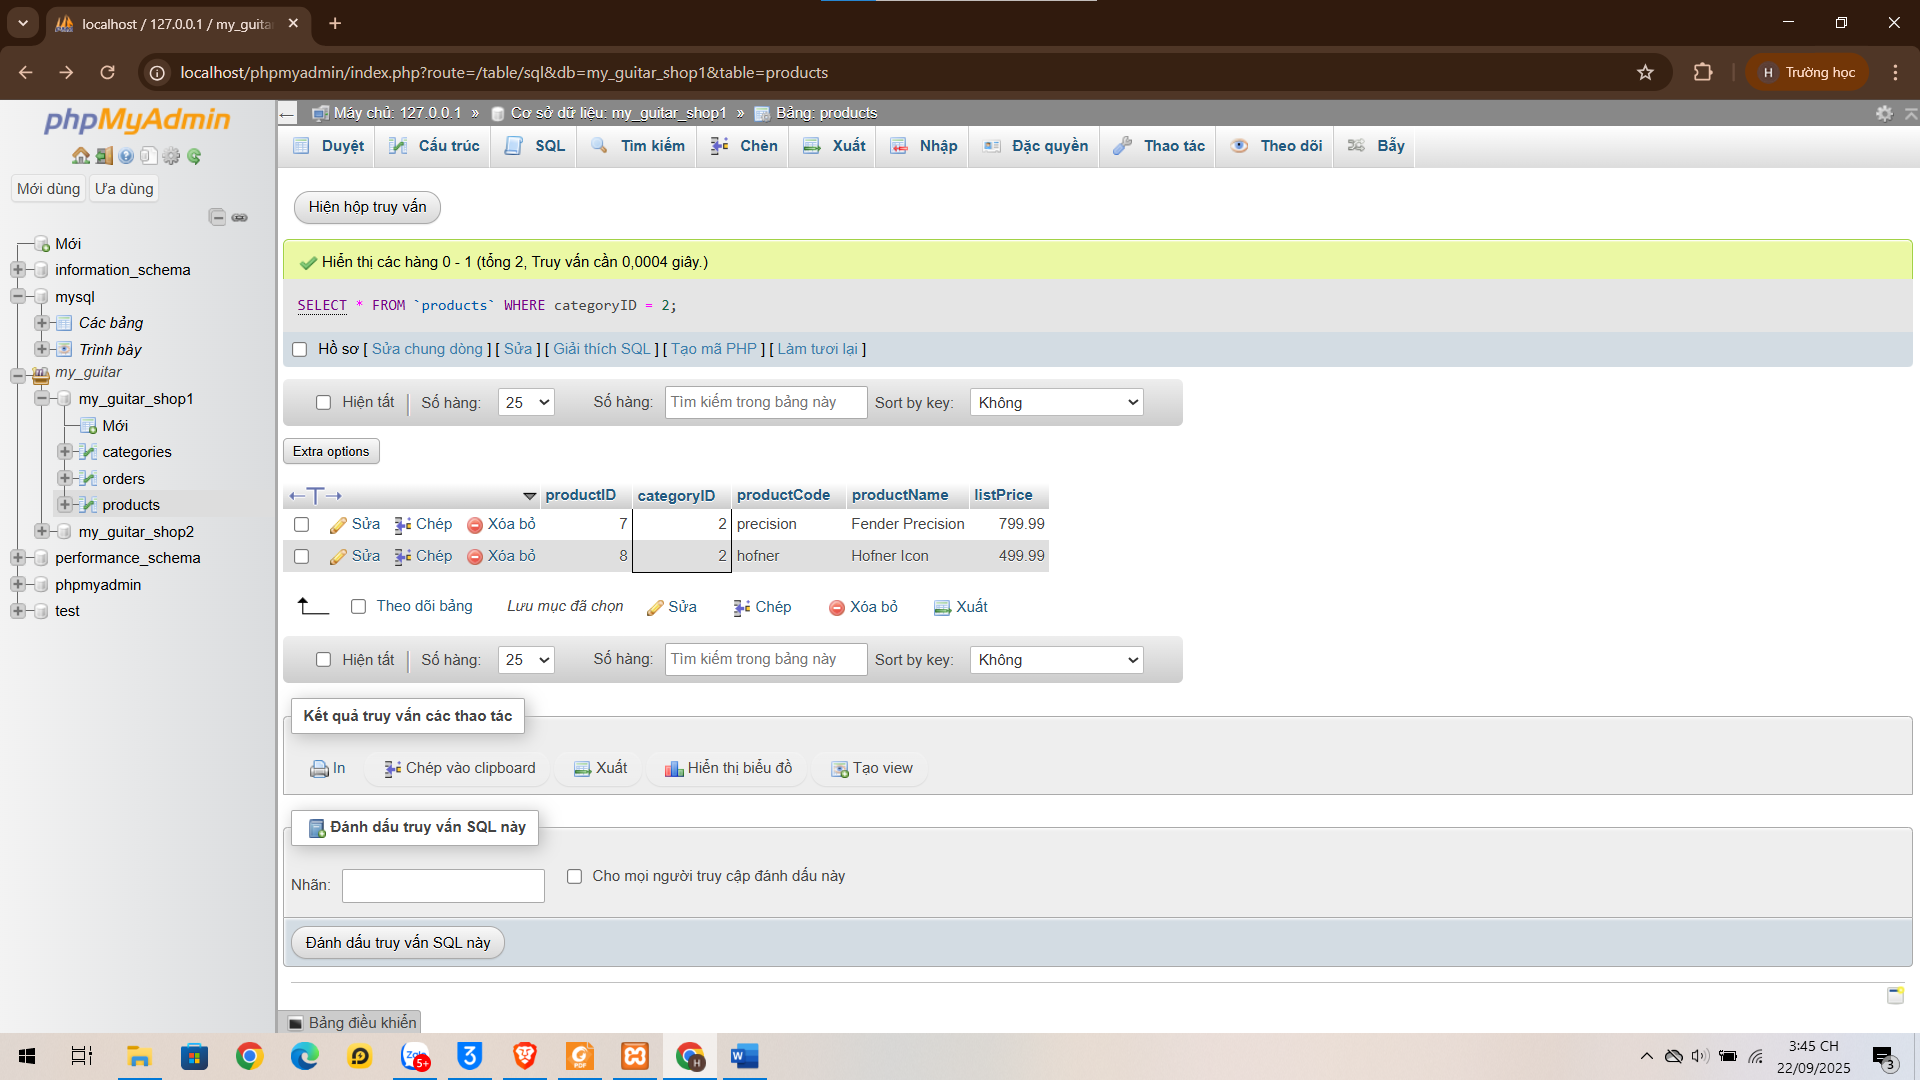 localhost / 127.0.0.1 / my_guita
localhost/phpmyadmin/index.php?route=/table/sql&db=my_guitar_shop1&table=products
H Trường học
phpMyAdmin
Mới dùng Ưa dùng
Mới
information_schema
mysql
Các bảng
Trình bày
my_guitar
my_guitar_shop1
Mới
categories
orders
products
my_guitar_shop2
performance_schema
phpmyadmin
test
Máy chủ: 127.0.0.1 » Cơ sở dữ liệu: my_guitar_shop1 » Bảng: products
Duyệt Cấu trúc SQL Tìm kiếm Chèn Xuất Nhập Đặc quyền Thao tác Theo dõi Bẫy
Hiện hộp truy vấn
Hiển thị các hàng 0 - 1 (tổng 2, Truy vấn cần 0,0004 giây.)
SELECT * FROM `products` WHERE categoryID = 2;
Hồ sơ [ Sửa chung dòng ] [ Sửa ] [ Giải thích SQL ] [ Tạo mã PHP ] [ Làm tươi lại ]
Hiện tất Số hàng: 25 Số hàng: Tìm kiếm trong bảng này Sort by key: Không
Extra options
productID categoryID productCode productName listPrice
Sửa Chép Xóa bỏ 7 2 precision Fender Precision 799.99
Sửa Chép Xóa bỏ 8 2 hofner Hofner Icon 499.99
Theo dõi bảng Lưu mục đã chọn Sửa Chép Xóa bỏ Xuất
Hiện tất Số hàng: 25 Số hàng: Tìm kiếm trong bảng này Sort by key: Không
Kết quả truy vấn các thao tác
In Chép vào clipboard Xuất Hiển thị biểu đồ Tạo view
Đánh dấu truy vấn SQL này
Nhãn: Cho mọi người truy cập đánh dấu này
Đánh dấu truy vấn SQL này
Bảng điều khiển
Zalo 5+
PDF
H
3:45 CH
22/09/2025
3